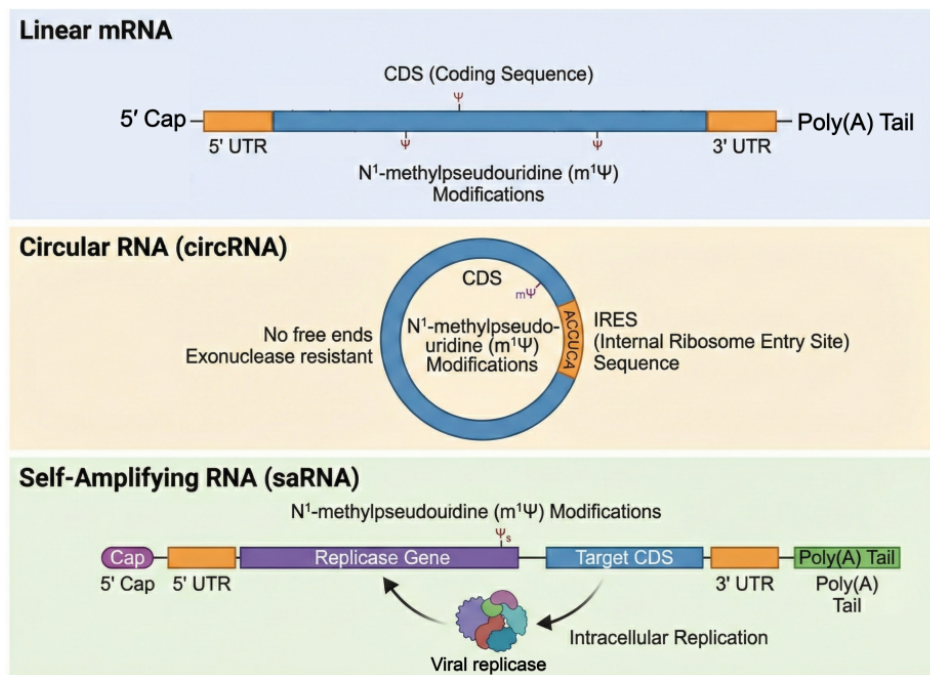 Linear mRNA
CDS (Coding Sequence)
Ψ
5′ Cap
Poly(A) Tail
5′ UTR
Ψ
Ψ
3′ UTR
N¹-methylpseudouridine (m¹Ψ)
Modifications
Circular RNA (circRNA)
CDS
mΨ
No free ends
Exonuclease resistant
N¹-methylpseudo-
uridine (m¹Ψ)
Modifications
ACCUCA
IRES
(Internal Ribosome Entry Site)
Sequence
Self-Amplifying RNA (saRNA)
N¹-methylpseudouidine (m¹Ψ) Modifications
Ψs
Cap
Replicase Gene
Target CDS
Poly(A) Tail
5′ Cap
5′ UTR
3′ UTR
Poly(A)
Tail
Intracellular Replication
Viral replicase